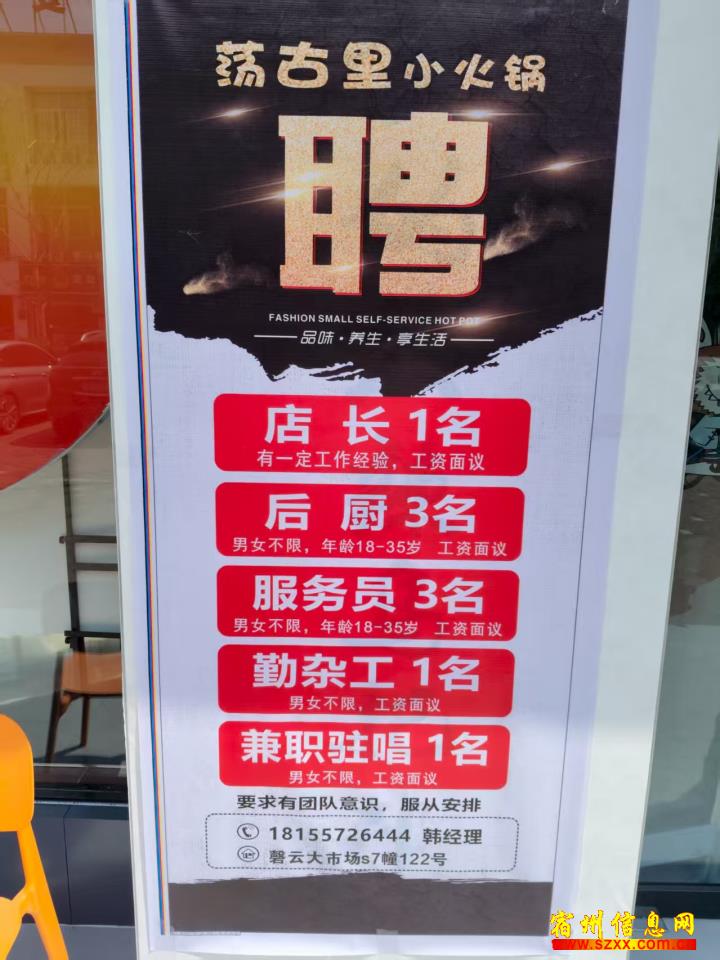 荡古里小火锅
聘
FASHION SMALL SELF-SERVICE HOT POT
品味·养生·享生活
店长 1名
有一定工作经验，工资面议
后厨 3名
男女不限，年龄18-35岁 工资面议
服务员 3名
男女不限，年龄18-35岁 工资面议
勤杂工 1名
男女不限，工资面议
兼职驻唱 1名
男女不限，工资面议
要求有团队意识，服从安排
18155726444 韩经理
磬云大市场s7幢122号
宿州信息网
www.szxx.com.cn